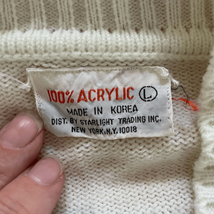 100% ACRYLIC L
MADE IN KOREA
DIST. BY STARLIGHT TRADING INC.
NEW YORK, N.Y. 10018